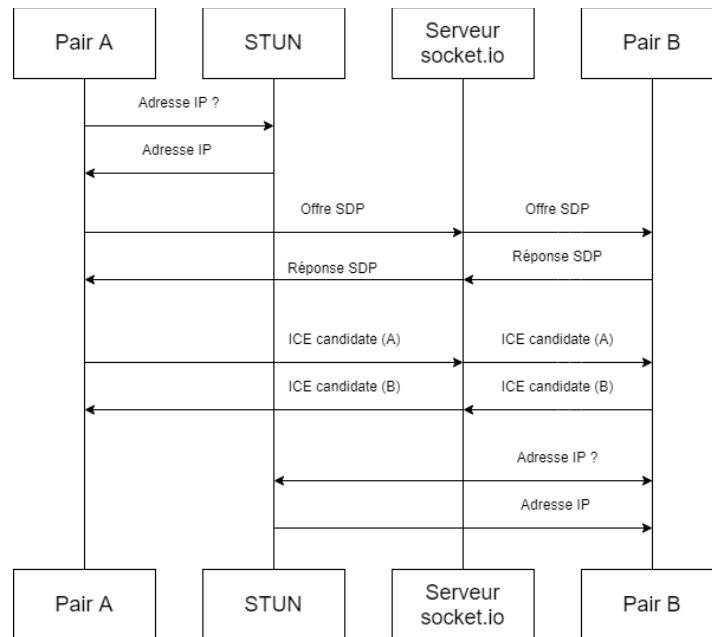 Pair A
STUN
Serveur
socket.io
Pair B
Adresse IP ?
Adresse IP
Offre SDP
Offre SDP
Réponse SDP
Réponse SDP
ICE candidate (A)
ICE candidate (A)
ICE candidate (B)
ICE candidate (B)
Adresse IP ?
Adresse IP
Pair A
STUN
Serveur
socket.io
Pair B